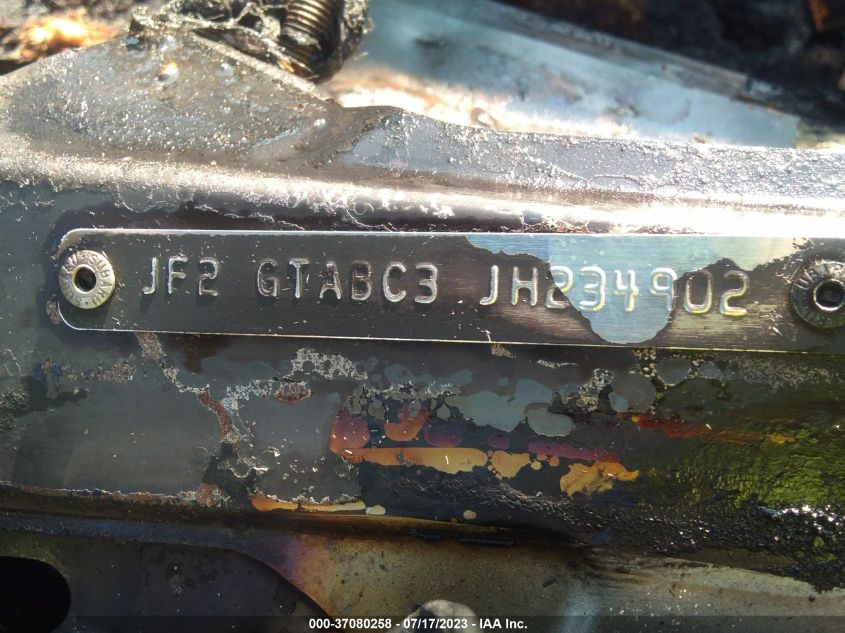 JF2 GTABC3 JH234902
000-37080258 - 07/17/2023 - IAA Inc.